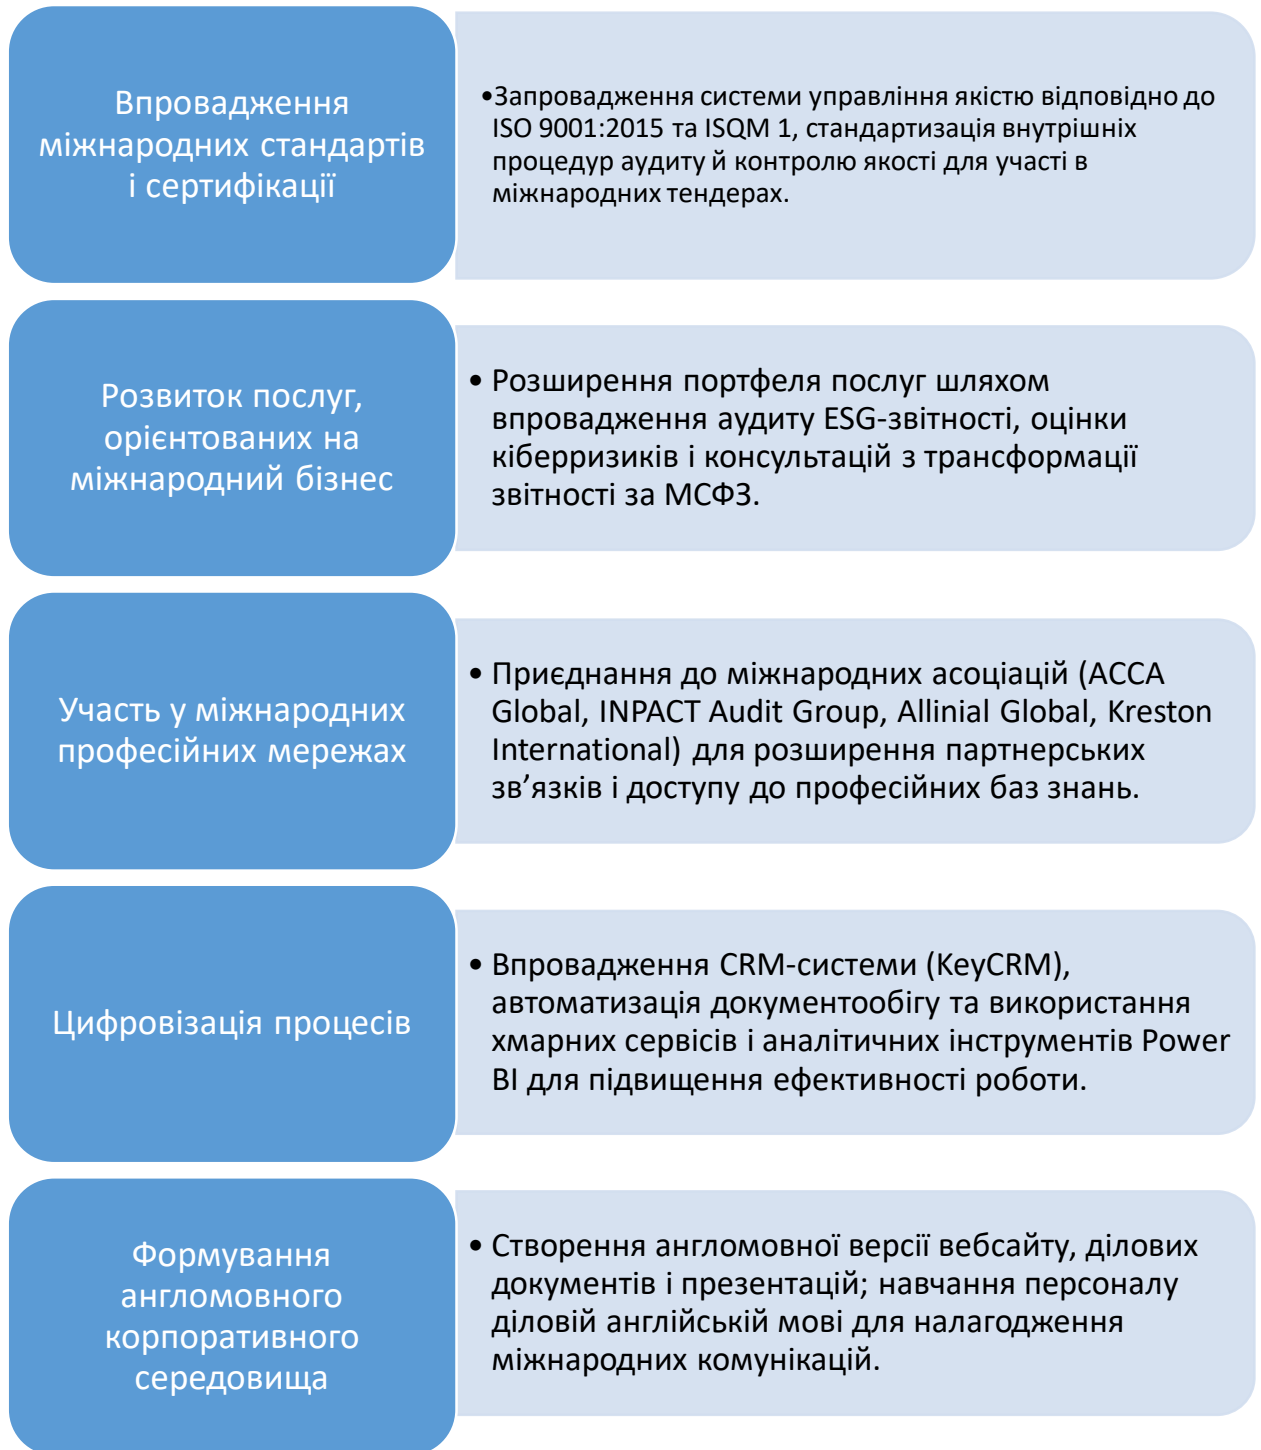 Впровадження
міжнародних стандартів
і сертифікації
•Запровадження системи управління якістю відповідно до
ISO 9001:2015 та ISQM 1, стандартизація внутрішніх
процедур аудиту й контролю якості для участі в
міжнародних тендерах.
Розвиток послуг,
орієнтованих на
міжнародний бізнес
• Розширення портфеля послуг шляхом
впровадження аудиту ESG-звітності, оцінки
кіберризиків і консультацій з трансформації
звітності за МСФЗ.
Участь у міжнародних
професійних мережах
• Приєднання до міжнародних асоціацій (ACCA
Global, INPACT Audit Group, Allinial Global, Kreston
International) для розширення партнерських
зв’язків і доступу до професійних баз знань.
Цифровізація процесів
• Впровадження CRM-системи (KeyCRM),
автоматизація документообігу та використання
хмарних сервісів і аналітичних інструментів Power
BI для підвищення ефективності роботи.
Формування
англомовного
корпоративного
середовища
• Створення англомовної версії вебсайту, ділових
документів і презентацій; навчання персоналу
діловій англійській мові для налагодження
міжнародних комунікацій.